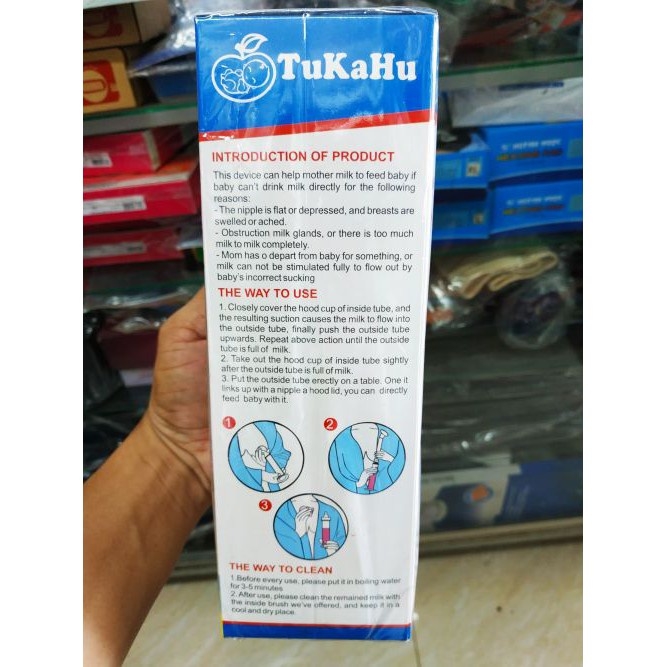 TuKaHu
INTRODUCTION OF PRODUCT
This device can help mother milk to feed baby if
baby can't drink milk directly for the following
reasons:
- The nipple is flat or depressed, and breasts are
swelled or ached.
- Obstruction milk glands, or there is too much
milk to milk completely.
- Mom has o depart from baby for something, or
milk can not be stimulated fully to flow out by
baby's incorrect sucking
THE WAY TO USE
1. Closely cover the hood cup of inside tube, and
the resulting suction causes the milk to flow into
the outside tube, finally push the outside tube
upwards. Repeat above action until the outside
tube is full of milk.
2. Take out the hood cup of inside tube sightly
after the outside tube is full of milk.
3. Put the outside tube erectly on a table. One it
links up with a nipple a hood lid, you can directly
feed baby with it.
1
2
3
THE WAY TO CLEAN
1.Before every use, please put it in boiling water
for 3-5 minutes
2. After use, please clean the remained milk with
the inside brush we've offered, and keep it in a
cool and dry place.